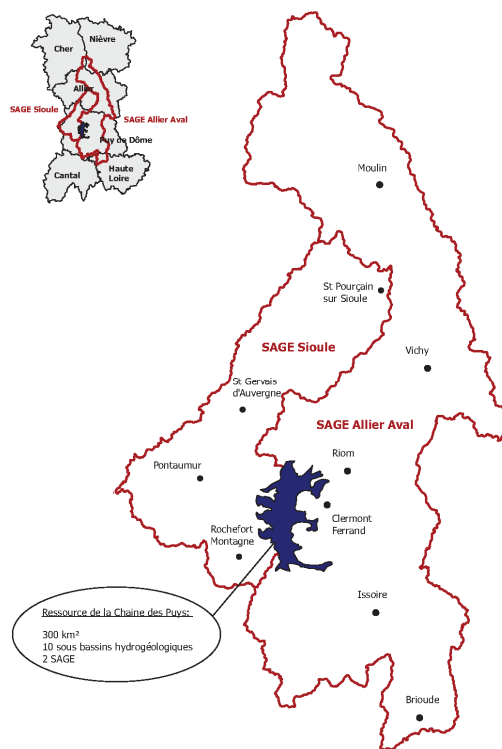 Cher
Nièvre
Allier
SAGE Sioule
SAGE Allier Aval
Puy de Dôme
Cantal
Haute
Loire
Moulin
St Pourçain
sur Sioule
SAGE Sioule
Vichy
St Gervais
d'Auvergne
SAGE Allier Aval
Riom
Pontaumur
Clermont
Ferrand
Rochefort
Montagne
Issoire
Ressource de la Chaine des Puys:
300 km²
10 sous bassins hydrogéologiques
2 SAGE
Brioude